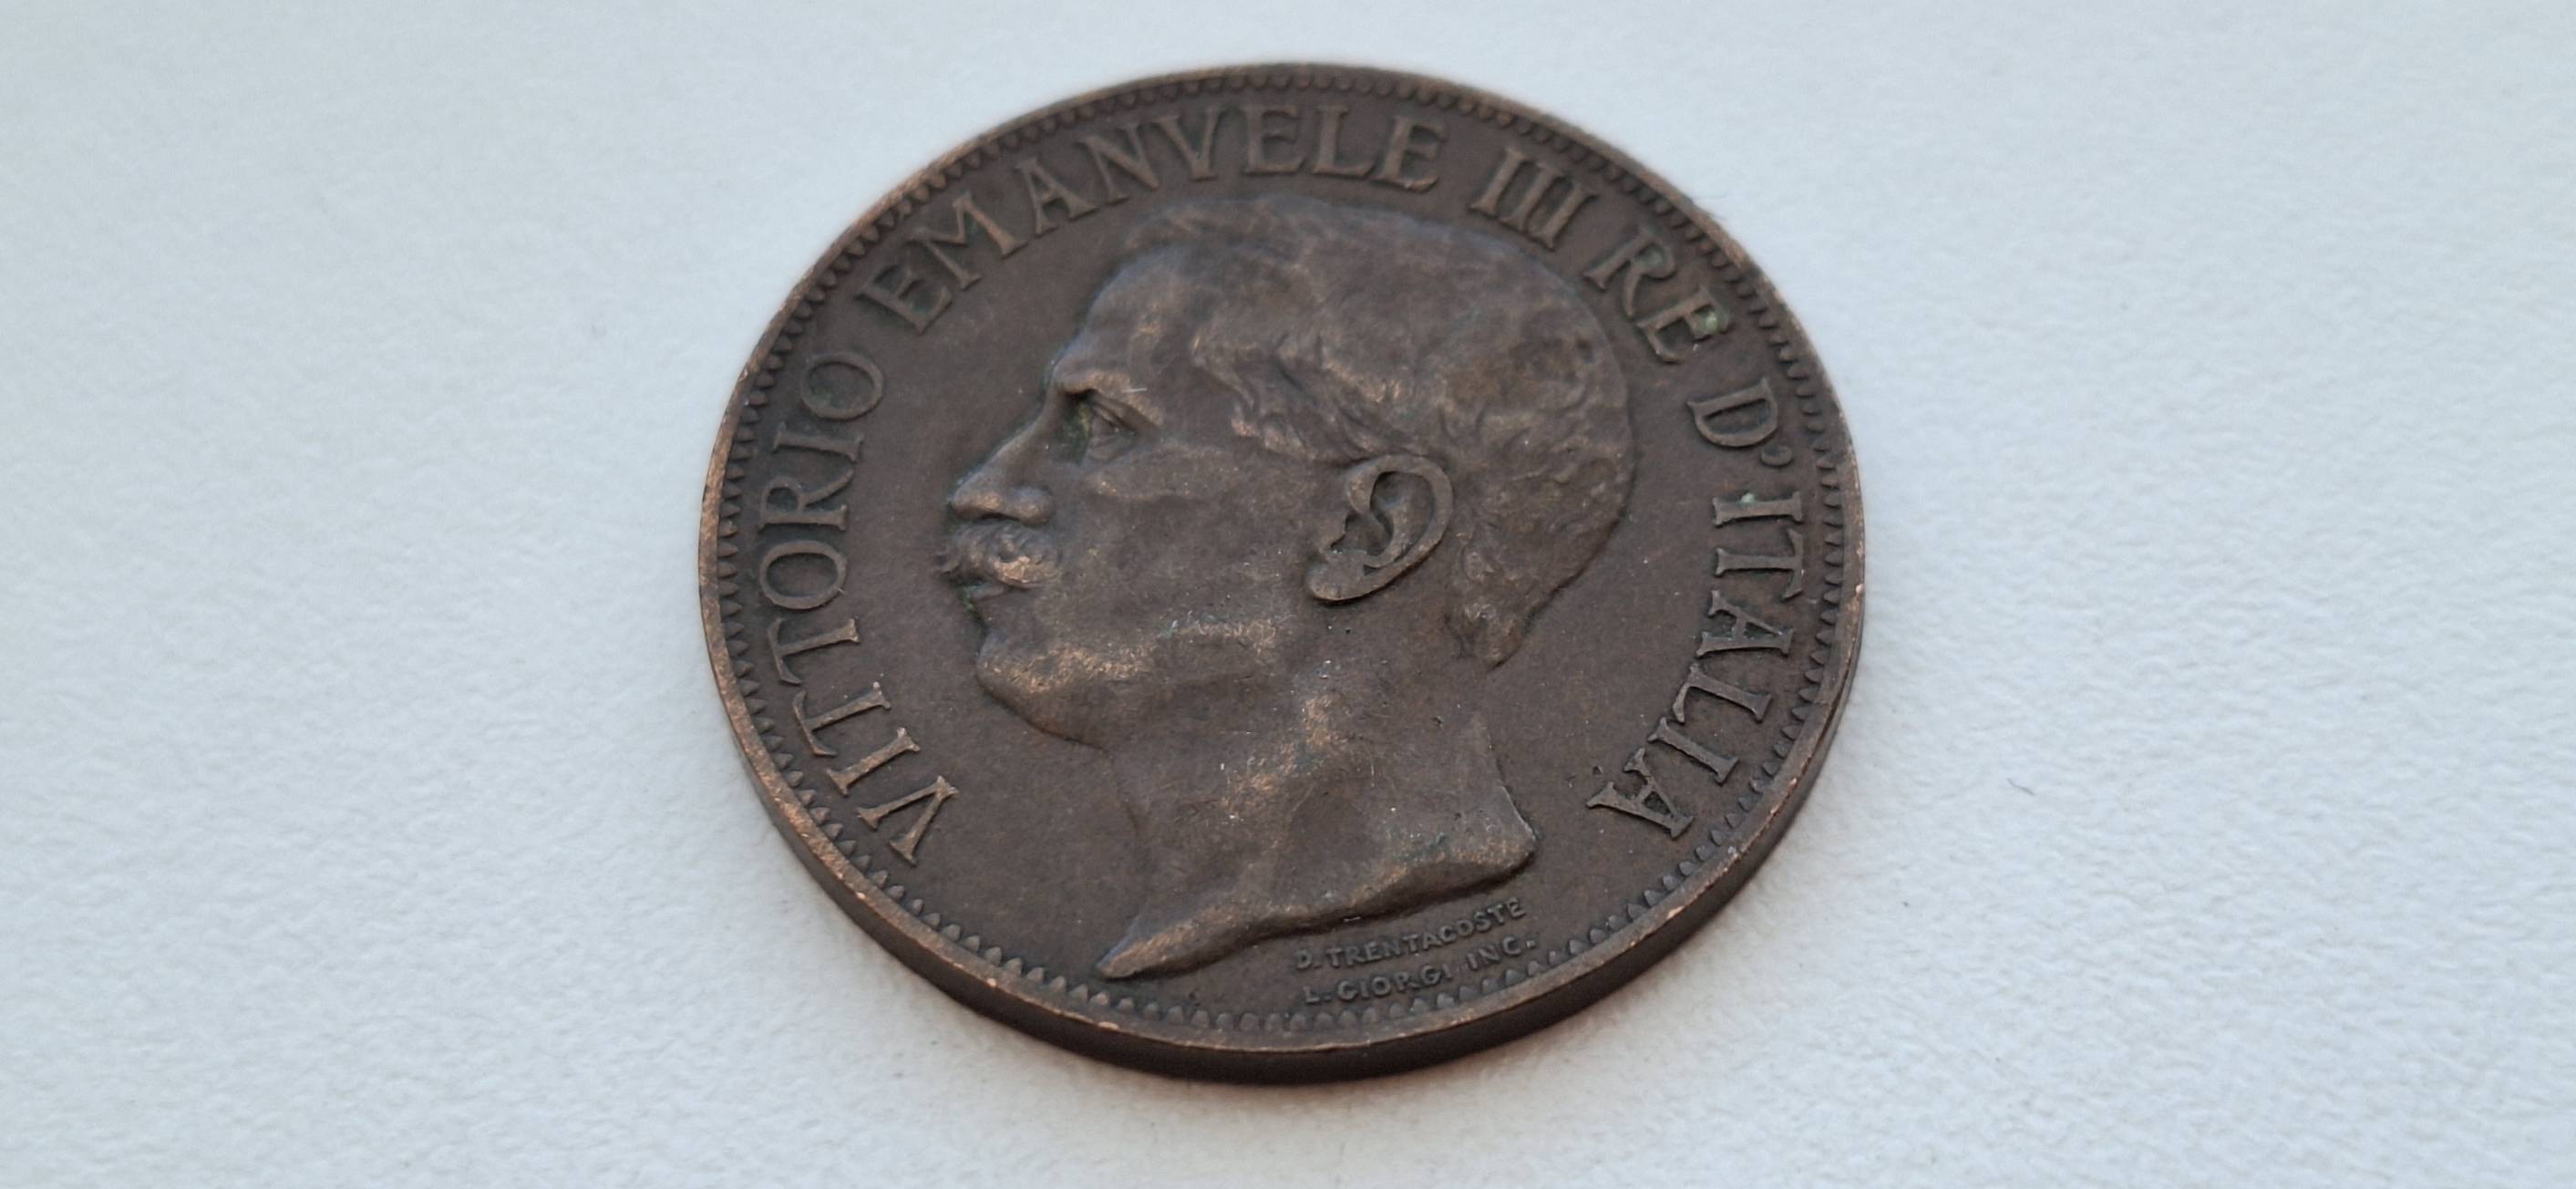 VITTORIO EMANVELE III RE D'ITALIA
D. TRENTACOSTE
L. GIORGI INC.